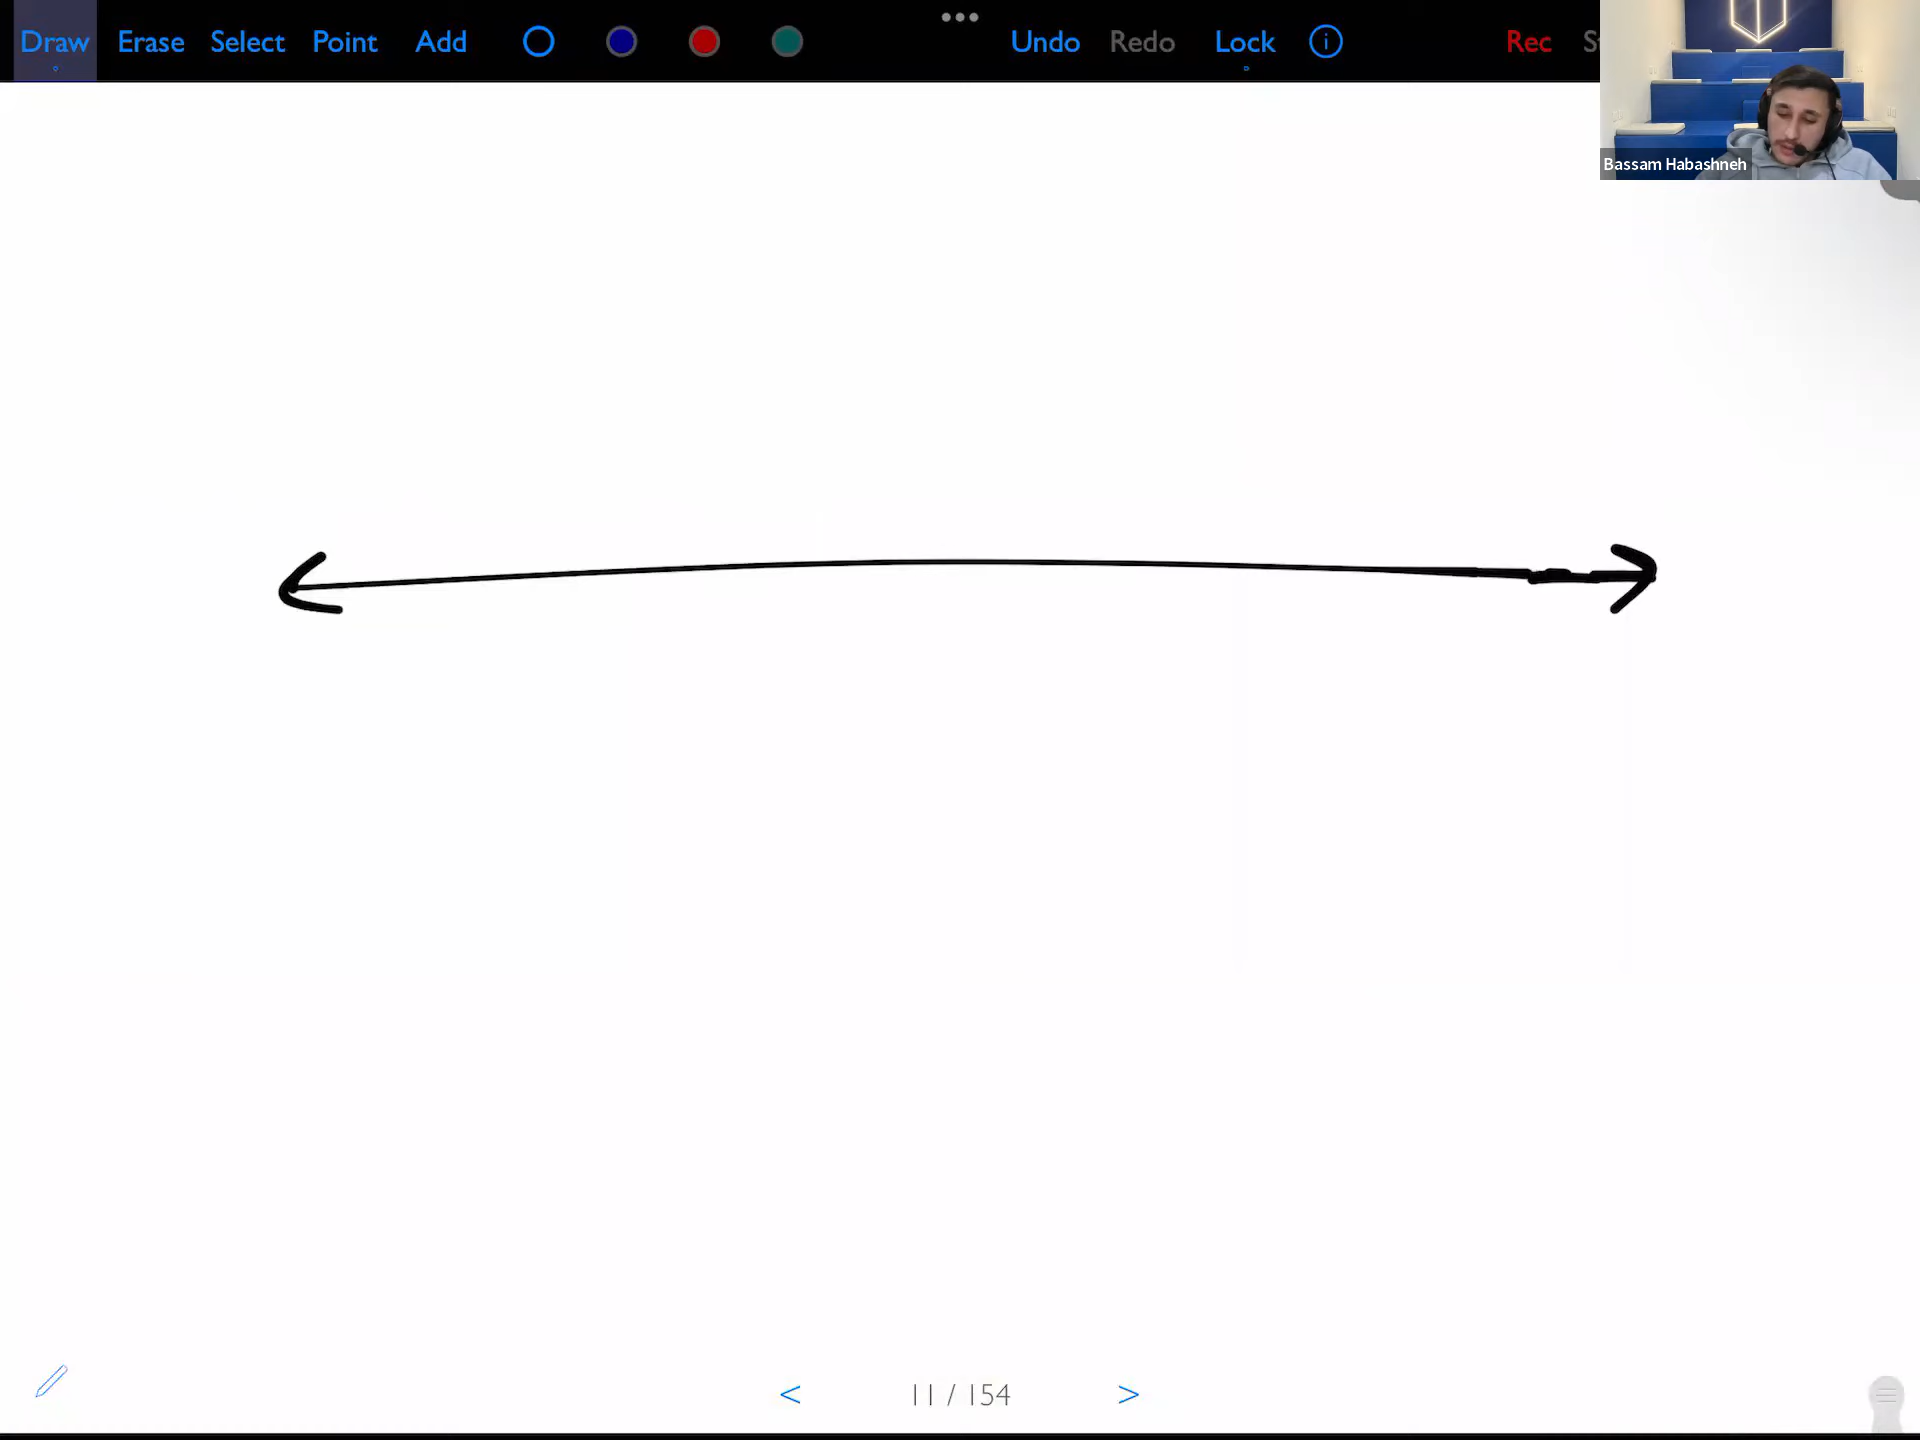 Draw Erase Select Point Add Undo Redo Lock Rec
Bassam Habashneh
< 11 / 154 >